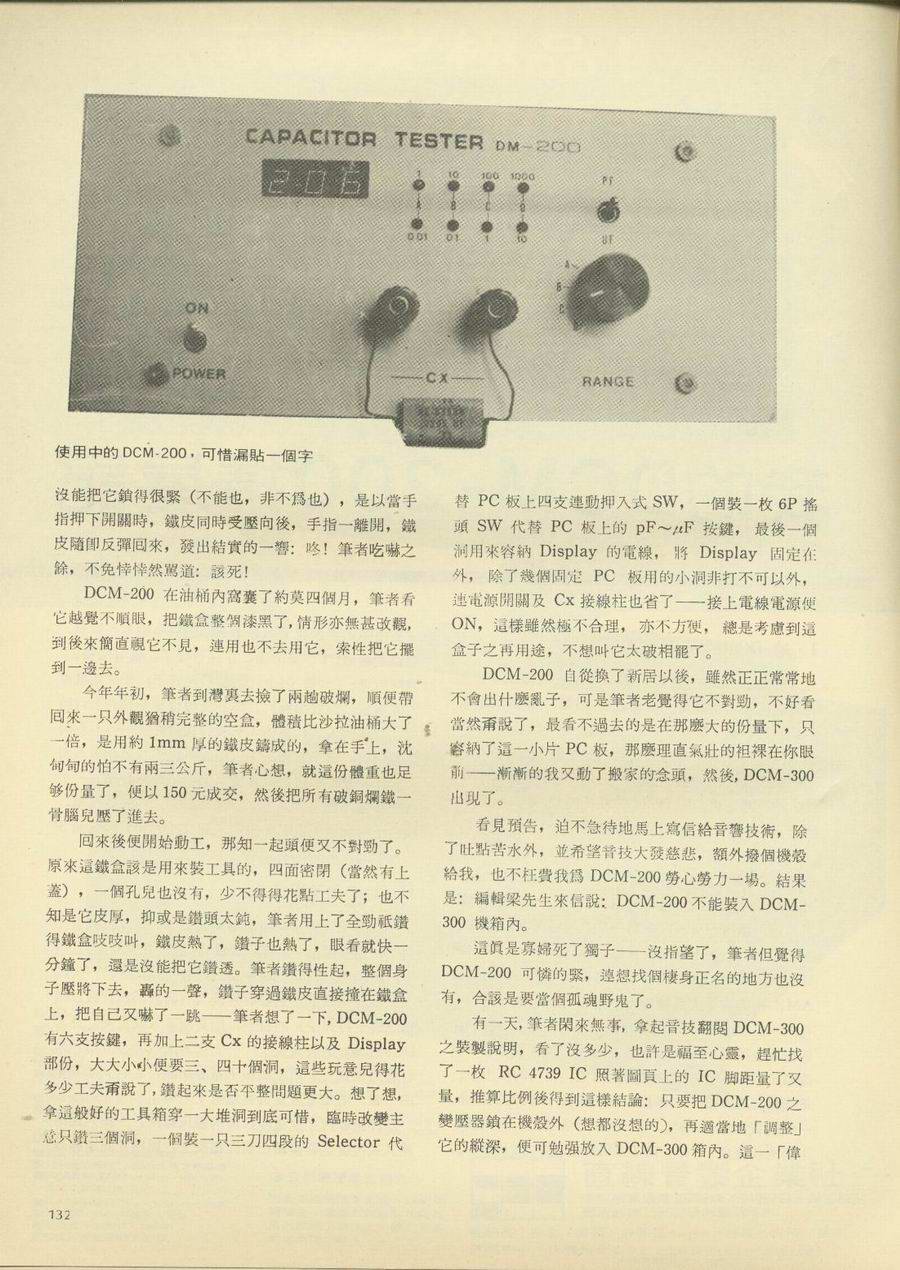 CAPACITOR TESTER DM-200
2.06
1 10 100 1000
A B C D
0.01 01 1 10
PF
UF
A
B
C
ON
POWER
CX
RANGE
使用中的 DCM-200，可惜漏貼一個字
沒能把它鎖得很緊（不能也，非不爲也），是以當手
指押下開關時，鐵皮同時受壓向後，手指一離開，鐵
皮隨卽反彈囘來，發出結實的一響：咚！筆者吃嚇之
餘，不免悻悻然罵道：該死！
DCM-200 在油桶內窩囊了約莫四個月，筆者看
它越覺不順眼，把鐵盒整個漆黑了，情形亦無甚改觀，
到後來簡直視它不見，連用也不去用它，索性把它擺
到一邊去。
今年年初，筆者到灣裏去撿了兩趟破爛，順便帶
囘來一只外觀猶稍完整的空盒，體積比沙拉油桶大了
一倍，是用約 1mm 厚的鐵皮鑄成的，拿在手上，沈
甸甸的怕不有兩三公斤，筆者心想，就這份體重也足
够份量了，便以 150 元成交，然後把所有破銅爛鐵一
骨腦兒壓了進去。
囘來後便開始動工，那知一起頭便又不對勁了。
原來這鐵盒該是用來裝工具的，四面密閉（當然有上
蓋），一個孔兒也沒有，少不得得花點工夫了；也不
知是它皮厚，抑或是鑽頭太鈍，筆者用上了全勁祇鑽
得鐵盒吱吱叫，鐵皮熱了，鑽子也熱了，眼看就快一
分鐘了，還是沒能把它鑽透。筆者鑽得性起，整個身
子壓將下去，轟的一聲，鑽子穿過鐵皮直接撞在鐵盒
上，把自己又嚇了一跳——筆者想了一下，DCM-200
有六支按鍵，再加上二支 Cx 的接線柱以及 Display
部份，大大小小便要三、四十個洞，這些玩意兒得花
多少工夫甭說了，鑽起來是否平整問題更大。想了想，
拿這般好的工具箱穿一大堆洞到底可惜，臨時改變主
意只鑽三個洞，一個裝一只三刀四段的 Selector 代
替 PC 板上四支連動押入式 SW，一個裝一枚 6P 搖
頭 SW 代替 PC 板上的 pF～μF 按鍵，最後一個
洞用來容納 Display 的電線，將 Display 固定在
外，除了幾個固定 PC 板用的小洞非打不可以外，
連電源開關及 Cx 接線柱也省了——接上電線電源便
ON，這樣雖然極不合理，亦不方便，總是考慮到這
盒子之再用途，不想叫它太破相罷了。
DCM-200 自從換了新居以後，雖然正正常常地
不會出什麽亂子，可是筆者老覺得它不對勁，不好看
當然甭說了，最看不過去的是在那麽大的份量下，只
容納了這一小片 PC 板，那麽理直氣壯的袒裸在你眼
前——漸漸的我又動了搬家的念頭，然後，DCM-300
出現了。
看見預告，迫不急待地馬上寫信給音響技術，除
了吐點苦水外，並希望音技大發慈悲，額外撥個機殼
給我，也不枉費我爲 DCM-200 勞心勞力一場。結果
是：編輯梁先生來信說：DCM-200 不能裝入 DCM-
300 機箱內。
這眞是寡婦死了獨子——沒指望了，筆者但覺得
DCM-200 可憐的緊，連想找個棲身正名的地方也沒
有，合該是要當個孤魂野鬼了。
有一天，筆者閑來無事，拿起音技翻閱 DCM-300
之裝製說明，看了沒多少，也許是福至心靈，趕忙找
了一枚 RC 4739 IC 照著圖頁上的 IC 脚距量了又
量，推算比例後得到這樣結論：只要把 DCM-200 之
變壓器鎖在機殼外（想都沒想的），再適當地「調整」
它的縱深，便可勉強放入 DCM-300 箱內。這一「偉
132